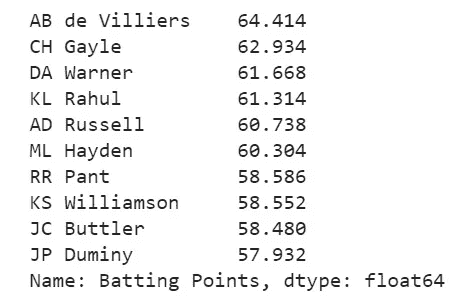 AB de Villiers    64.414
CH Gayle          62.934
DA Warner         61.668
KL Rahul          61.314
AD Russell        60.738
ML Hayden         60.304
RR Pant           58.586
KS Williamson     58.552
JC Buttler        58.480
JP Duminy         57.932
Name: Batting Points, dtype: float64